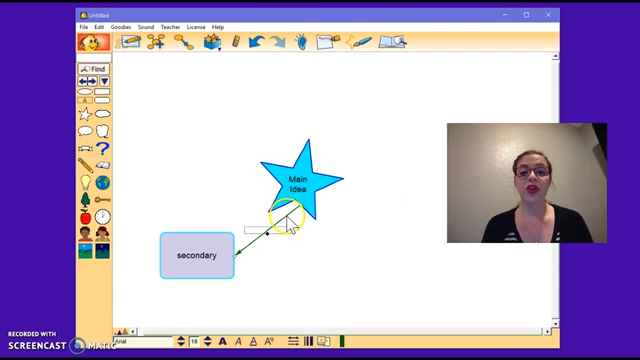 Untitled
File Edit Goodies Sound Teacher License Help
Find
A
Main
Idea
secondary
Arial 18 A A A
RECORDED WITH
SCREENCAST MATIC